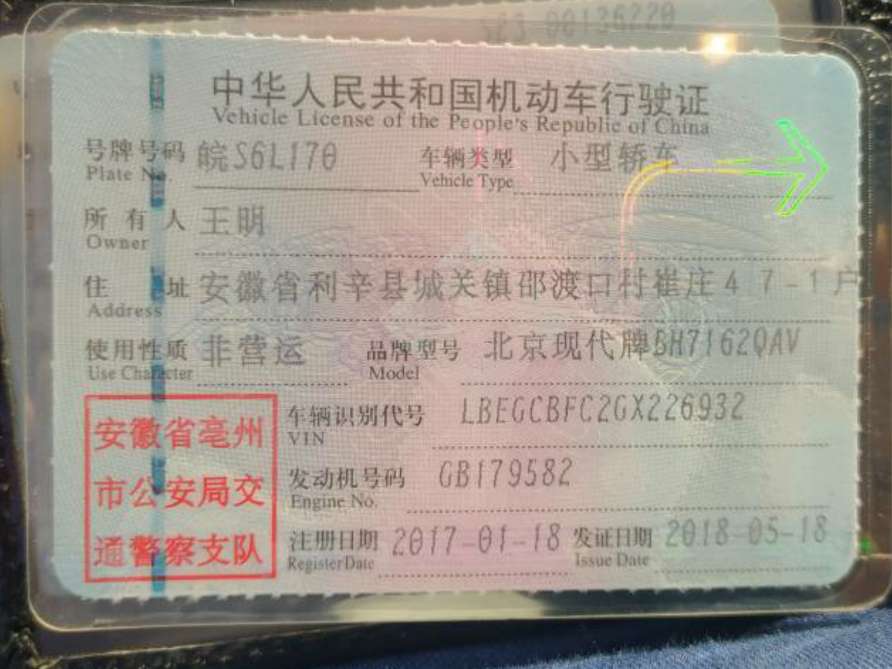 中华人民共和国机动车行驶证
Vehicle License of the People's Republic of China
号牌号码 皖S6L170 车辆类型 小型轿车
Plate No. Vehicle Type
所有人 王明
Owner
住址 安徽省利辛县城关镇邵渡口村崔庄47-1户
Address
使用性质 非营运 品牌型号 北京现代牌BH7162QAV
Use Character Model
车辆识别代号 LBEGCBFC2GX226932
VIN
发动机号码 GB179582
Engine No.
注册日期 2017-01-18 发证日期 2018-05-18
Register Date Issue Date
安徽省亳州
市公安局交
通警察支队